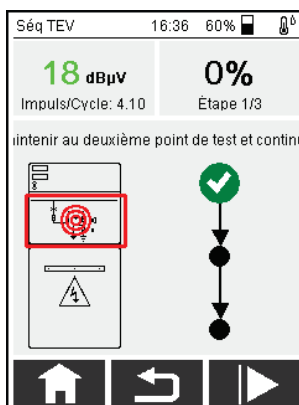 Séq TEV 16:36 60%
18 dBµV 0%
Impuls/Cycle: 4.10 Étape 1/3
intenir au deuxième point de test et continu